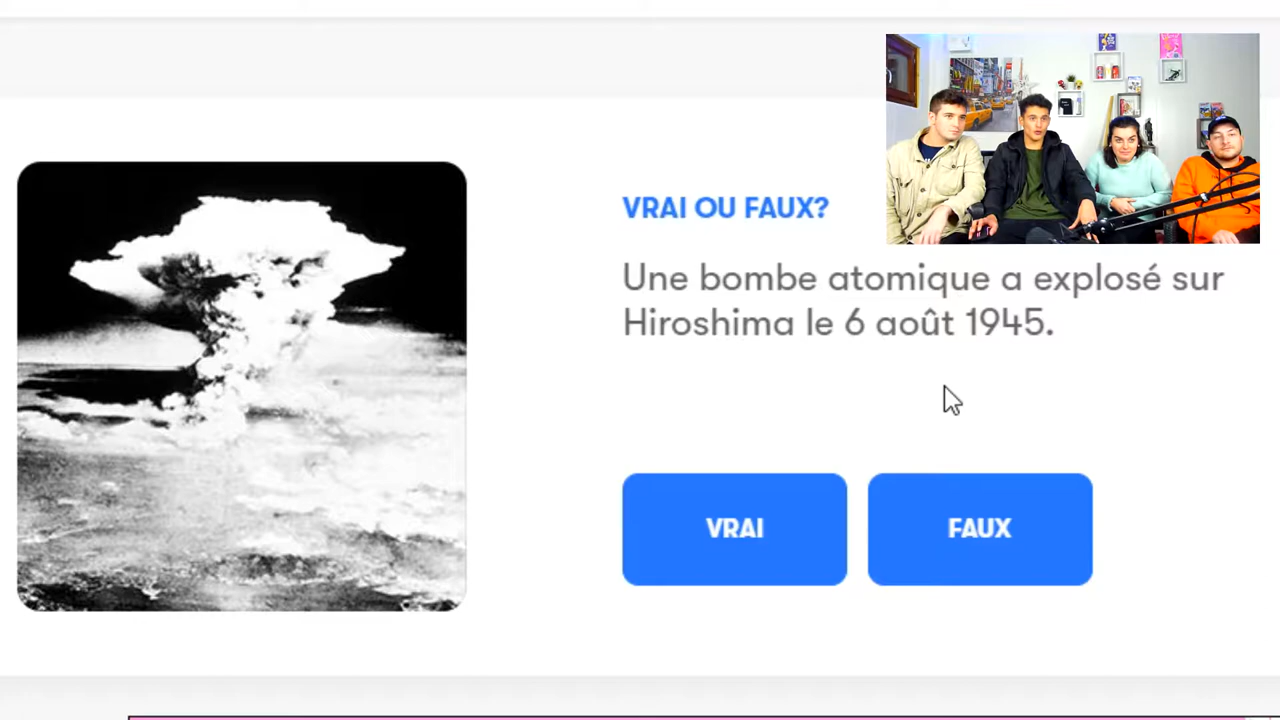 VRAI OU FAUX?
Une bombe atomique a explosé sur
Hiroshima le 6 août 1945.
VRAI
FAUX